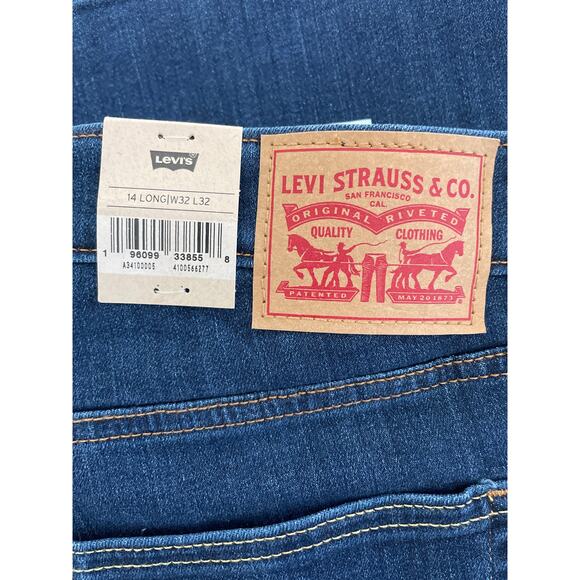 Levi's
14 LONG|W32 L32
1 96099 33855 8
A34100005 4100566277
LEVI STRAUSS & CO.
SAN FRANCISCO
CAL.
ORIGINAL RIVETED
QUALITY CLOTHING
PATENTED MAY 20 1873